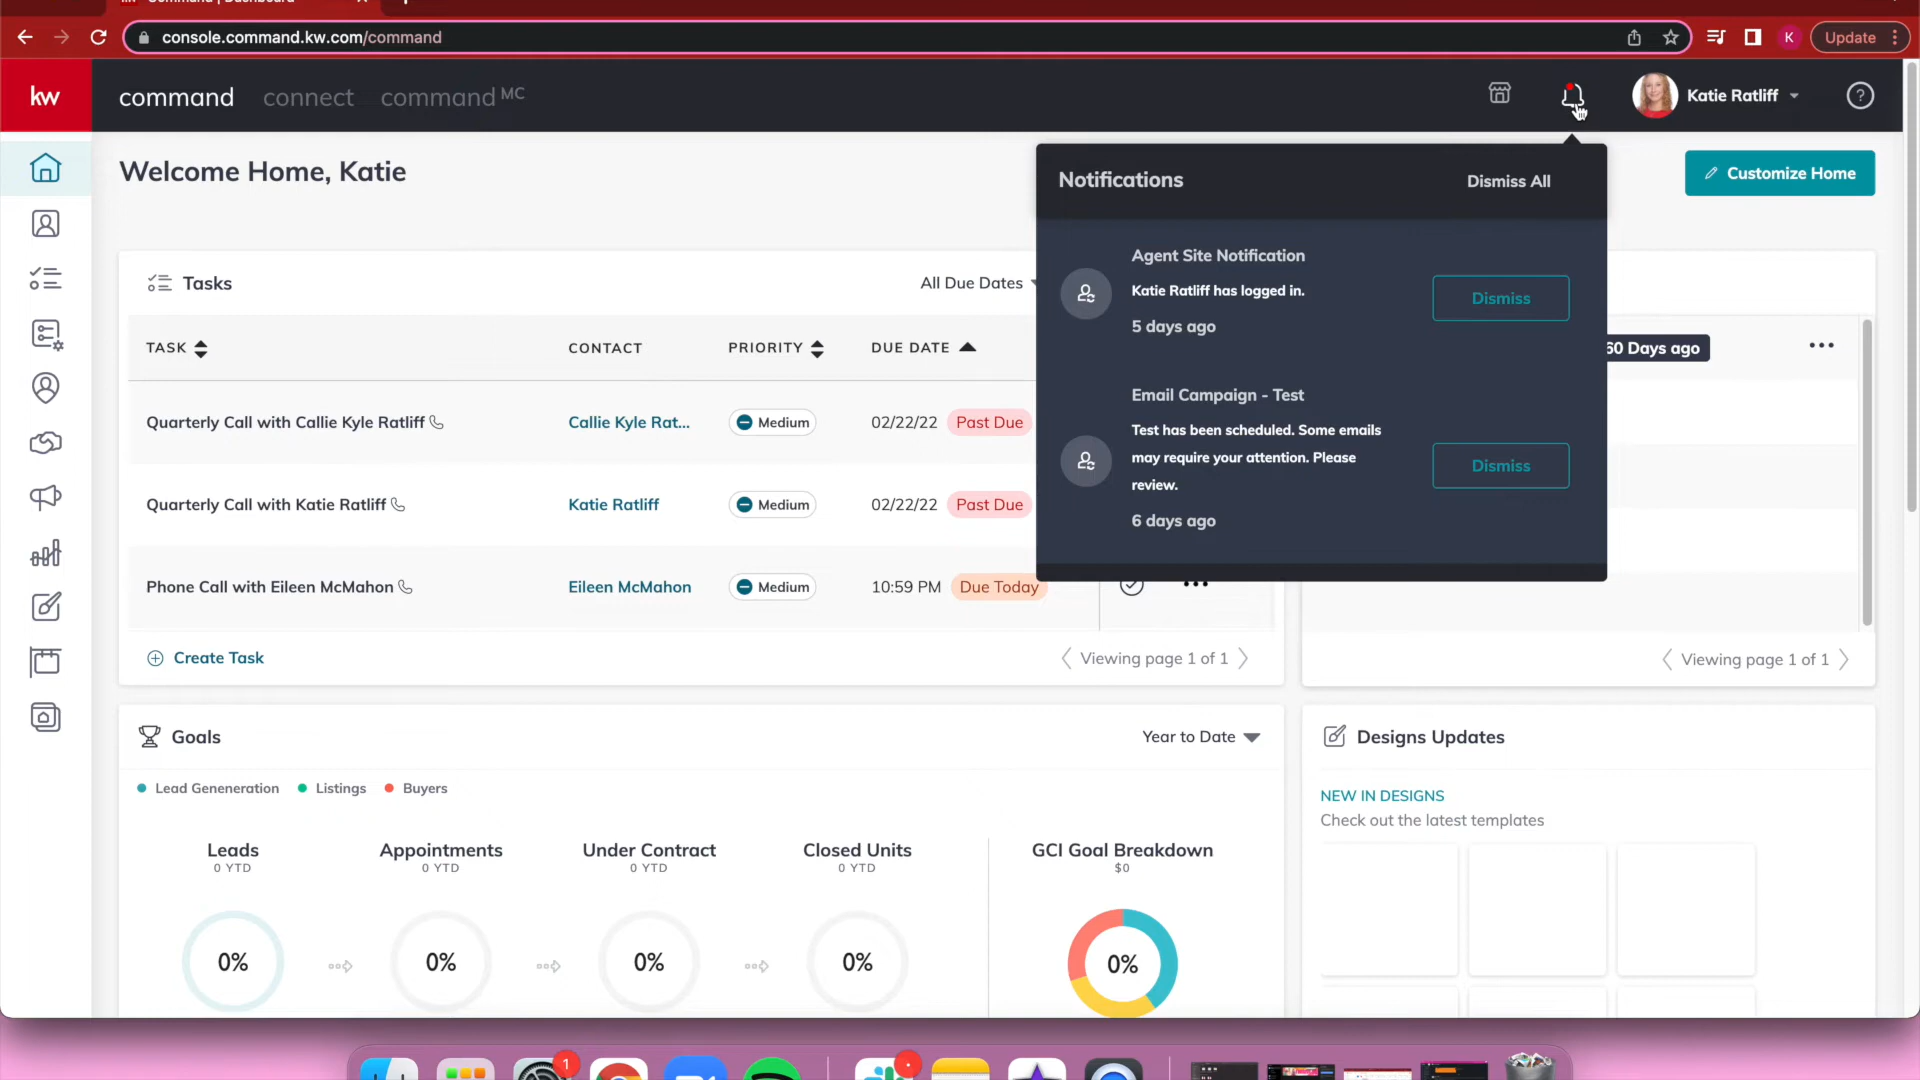 console.command.kw.com/command
K
Update
kw
command
connect
command MC
Katie Ratliff
?
Welcome Home, Katie
Customize Home
Notifications
Dismiss All
Agent Site Notification
Katie Ratliff has logged in.
5 days ago
Dismiss
Email Campaign - Test
Test has been scheduled. Some emails
may require your attention. Please
review.
6 days ago
Dismiss
Tasks
All Due Dates
TASK
CONTACT
PRIORITY
DUE DATE
60 Days ago
Quarterly Call with Callie Kyle Ratliff
Callie Kyle Rat...
Medium
02/22/22
Past Due
Quarterly Call with Katie Ratliff
Katie Ratliff
Medium
02/22/22
Past Due
Phone Call with Eileen McMahon
Eileen McMahon
Medium
10:59 PM
Due Today
Create Task
Viewing page 1 of 1
Viewing page 1 of 1
Goals
Year to Date
Lead Geneneration
Listings
Buyers
Leads
0 YTD
Appointments
0 YTD
Under Contract
0 YTD
Closed Units
0 YTD
GCI Goal Breakdown
$0
0%
0%
0%
0%
0%
Designs Updates
NEW IN DESIGNS
Check out the latest templates
1